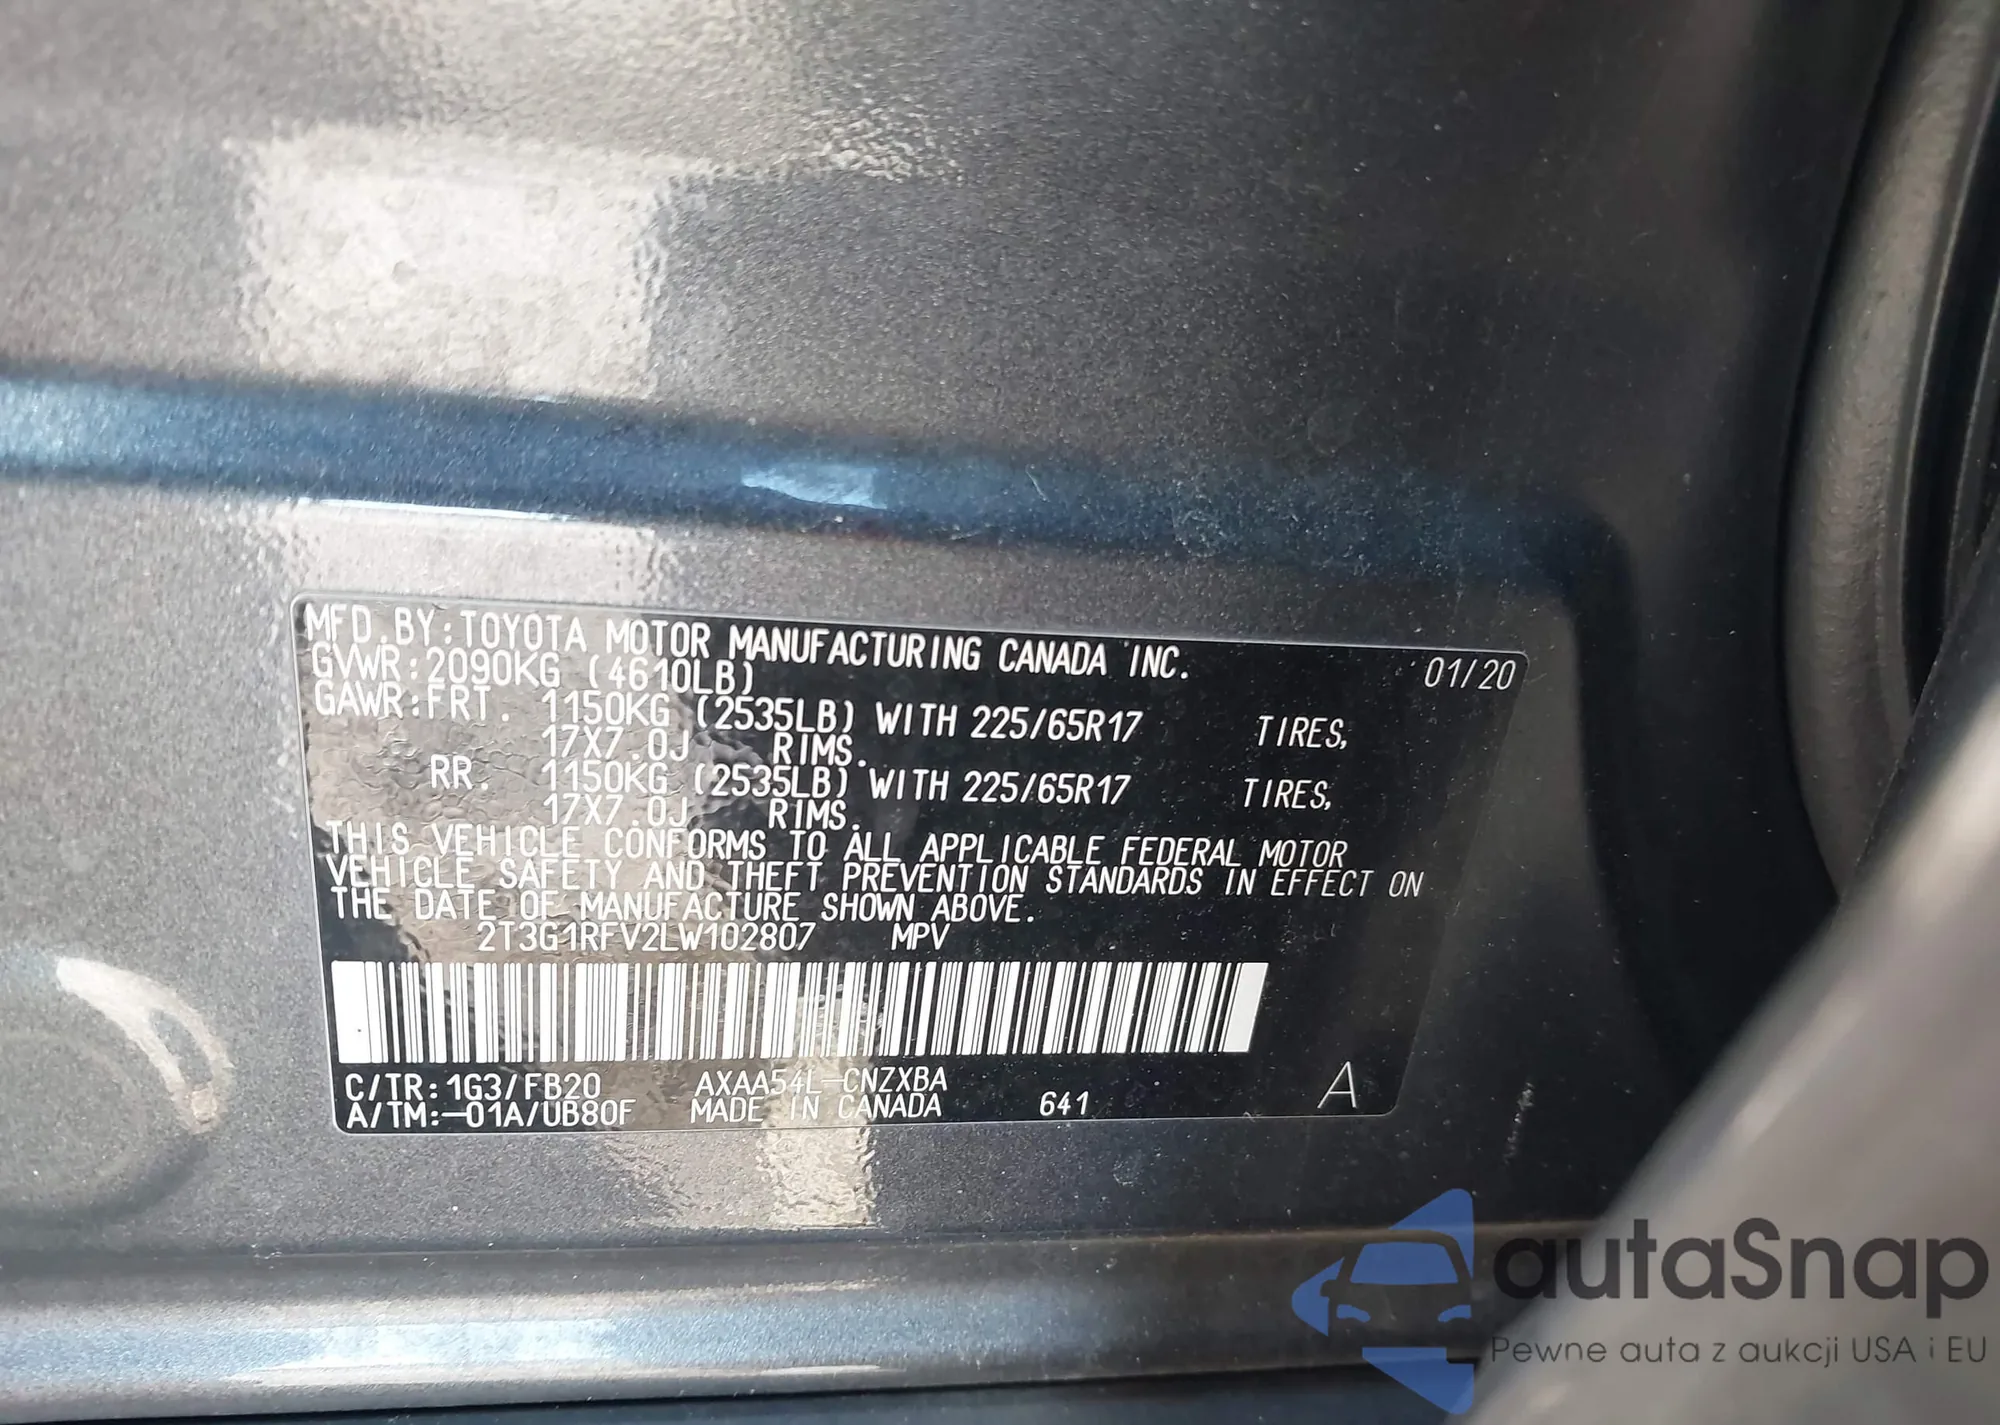 MFD.BY:TOYOTA MOTOR MANUFACTURING CANADA INC. 01/20
GVWR:2090KG (4610LB)
GAWR:FRT. 1150KG (2535LB) WITH 225/65R17 TIRES,
17X7.0J RIMS.
RR. 1150KG (2535LB) WITH 225/65R17 TIRES,
17X7.0J RIMS.
THIS VEHICLE CONFORMS TO ALL APPLICABLE FEDERAL MOTOR
VEHICLE SAFETY AND THEFT PREVENTION STANDARDS IN EFFECT ON
THE DATE OF MANUFACTURE SHOWN ABOVE.
2T3G1RFV2LW102807 MPV
C/TR:1G3/FB20 AXAA54L-CNZXBA
A/TM:-01A/UB80F MADE IN CANADA 641 A
autaSnap
Pewne auta z aukcji USA i EU